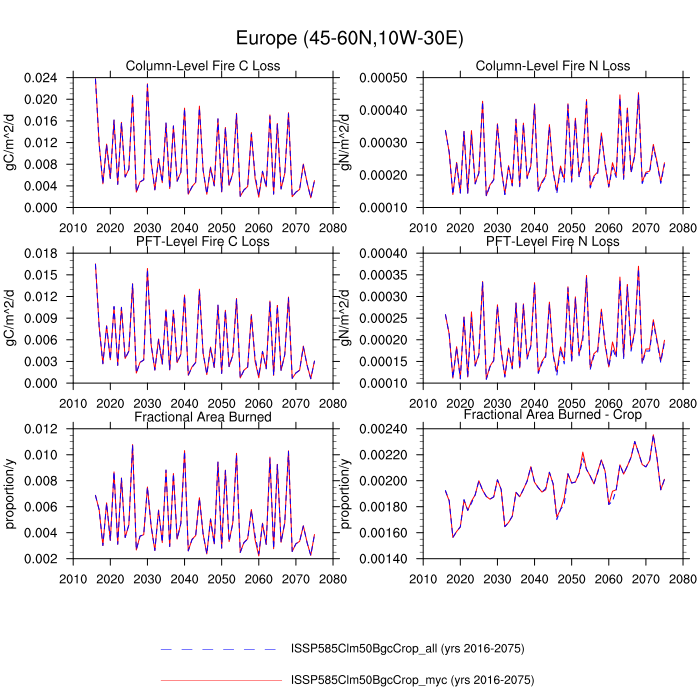 Europe (45-60N,10W-30E)
Column-Level Fire C Loss
gC/m^2/d
0.024
0.020
0.016
0.012
0.008
0.004
0.000
2010 2020 2030 2040 2050 2060 2070 2080
Column-Level Fire N Loss
gN/m^2/d
0.00050
0.00040
0.00030
0.00020
0.00010
2010 2020 2030 2040 2050 2060 2070 2080
PFT-Level Fire C Loss
gC/m^2/d
0.018
0.015
0.012
0.009
0.006
0.003
0.000
2010 2020 2030 2040 2050 2060 2070 2080
PFT-Level Fire N Loss
gN/m^2/d
0.00040
0.00035
0.00030
0.00025
0.00020
0.00015
0.00010
2010 2020 2030 2040 2050 2060 2070 2080
Fractional Area Burned
proportion/y
0.012
0.010
0.008
0.006
0.004
0.002
2010 2020 2030 2040 2050 2060 2070 2080
Fractional Area Burned - Crop
proportion/y
0.00240
0.00220
0.00200
0.00180
0.00160
0.00140
2010 2020 2030 2040 2050 2060 2070 2080
ISSP585Clm50BgcCrop_all (yrs 2016-2075)
ISSP585Clm50BgcCrop_myc (yrs 2016-2075)